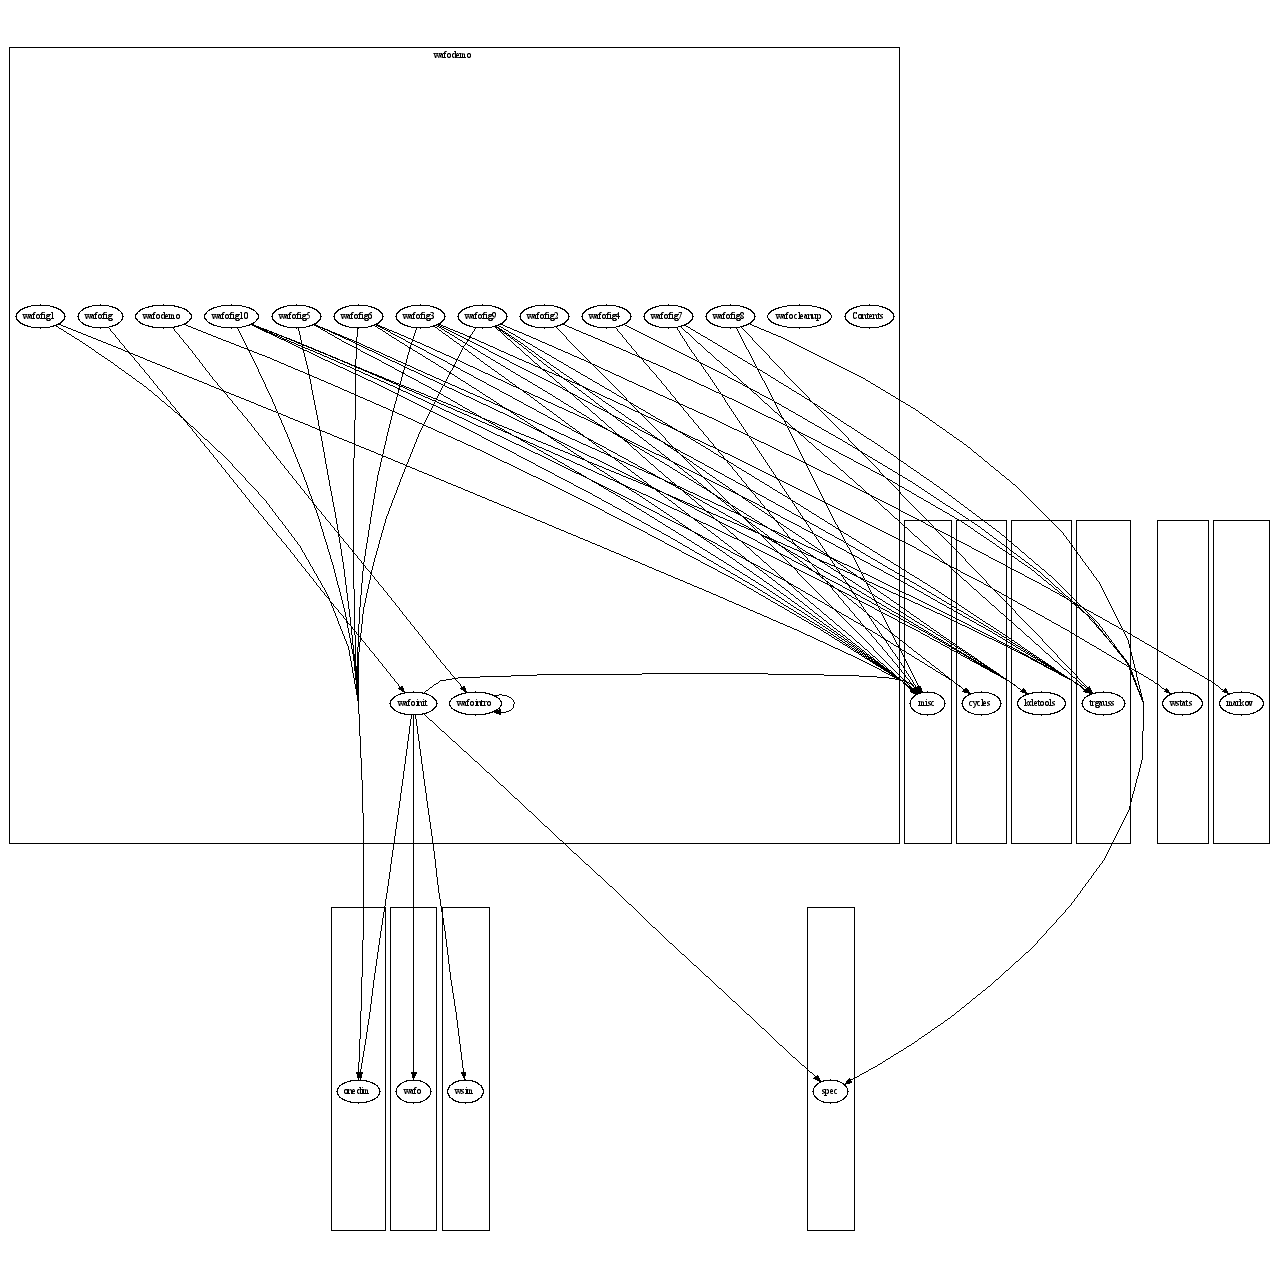 wafodemo
wafofig1 wafofig wafodemo wafofig10 wafofig5 wafofig6 wafofig3 wafofig9 wafofig2 wafofig4 wafofig7 wafofig8 wafocleanup Contents
wafoinit wafointro misc cycles kdetools trgauss wstats markov
onedim wafo wsim spec